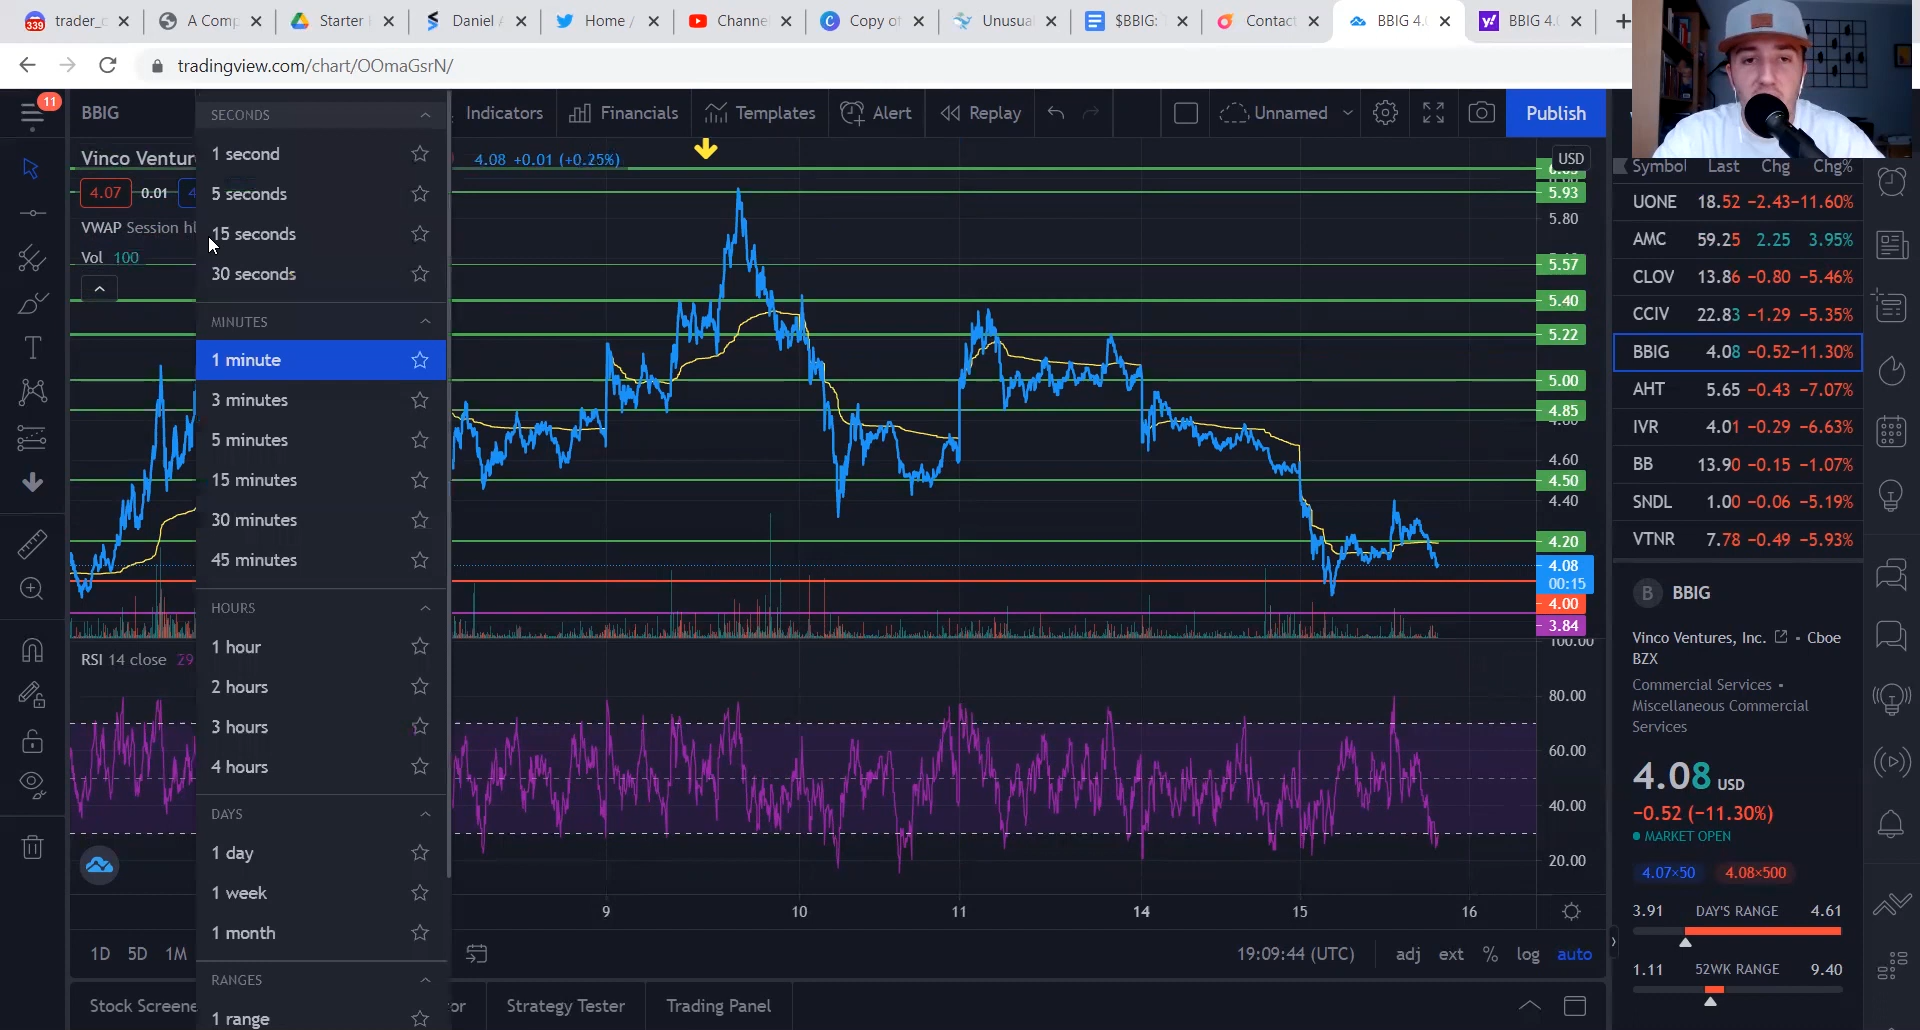 339 trader_
A Comp
Starter
Daniel
Home /
Channe
Copy of
Unusua
$BBIG:
Contact
BBIG 4.
BBIG 4.
tradingview.com/chart/OOmaGsrN/
11
BBIG
Indicators
Financials
Templates
Alert
Replay
Unnamed
Publish
Vinco Ventur
4.08 +0.01 (+0.25%)
4.07 0.01 4
VWAP Session hl
Vol 100
SECONDS
1 second
5 seconds
15 seconds
30 seconds
MINUTES
1 minute
3 minutes
5 minutes
15 minutes
30 minutes
45 minutes
HOURS
1 hour
2 hours
3 hours
4 hours
DAYS
1 day
1 week
1 month
RANGES
1 range
RSI 14 close 29
USD
5.93
5.80
5.57
5.40
5.22
5.00
4.85
4.60
4.50
4.40
4.20
4.08
00:15
4.00
3.84
100.00
80.00
60.00
40.00
20.00
9 10 11 14 15 16
1D 5D 1M
19:09:44 (UTC) adj ext % log auto
Stock Screene
or
Strategy Tester
Trading Panel
Symbol Last Chg Chg%
UONE 18.52 −2.43 −11.60%
AMC 59.25 2.25 3.95%
CLOV 13.86 −0.80 −5.46%
CCIV 22.83 −1.29 −5.35%
BBIG 4.08 −0.52 −11.30%
AHT 5.65 −0.43 −7.07%
IVR 4.01 −0.29 −6.63%
BB 13.90 −0.15 −1.07%
SNDL 1.00 −0.06 −5.19%
VTNR 7.78 −0.49 −5.93%
B BBIG
Vinco Ventures, Inc. • Cboe
BZX
Commercial Services •
Miscellaneous Commercial
Services
4.08 USD
−0.52 (−11.30%)
MARKET OPEN
4.07×50 4.08×500
3.91 DAY'S RANGE 4.61
1.11 52WK RANGE 9.40